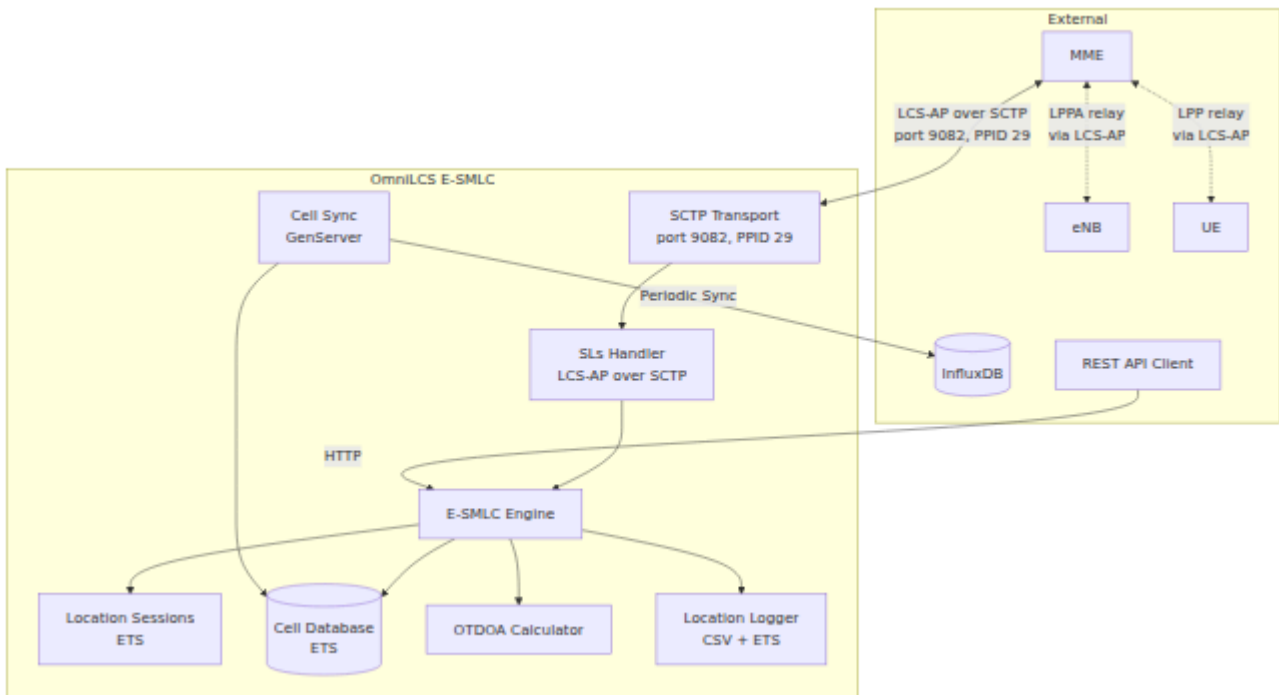 External
MME
LCS-AP over SCTP
port 9082, PPID 29
LPPA relay
via LCS-AP
LPP relay
via LCS-AP
OmniLCS E-SMLC
Cell Sync
GenServer
SCTP Transport
port 9082, PPID 29
eNB
UE
Periodic Sync
SLs Handler
LCS-AP over SCTP
InfluxDB
REST API Client
HTTP
E-SMLC Engine
Location Sessions
ETS
Cell Database
ETS
OTDOA Calculator
Location Logger
CSV + ETS